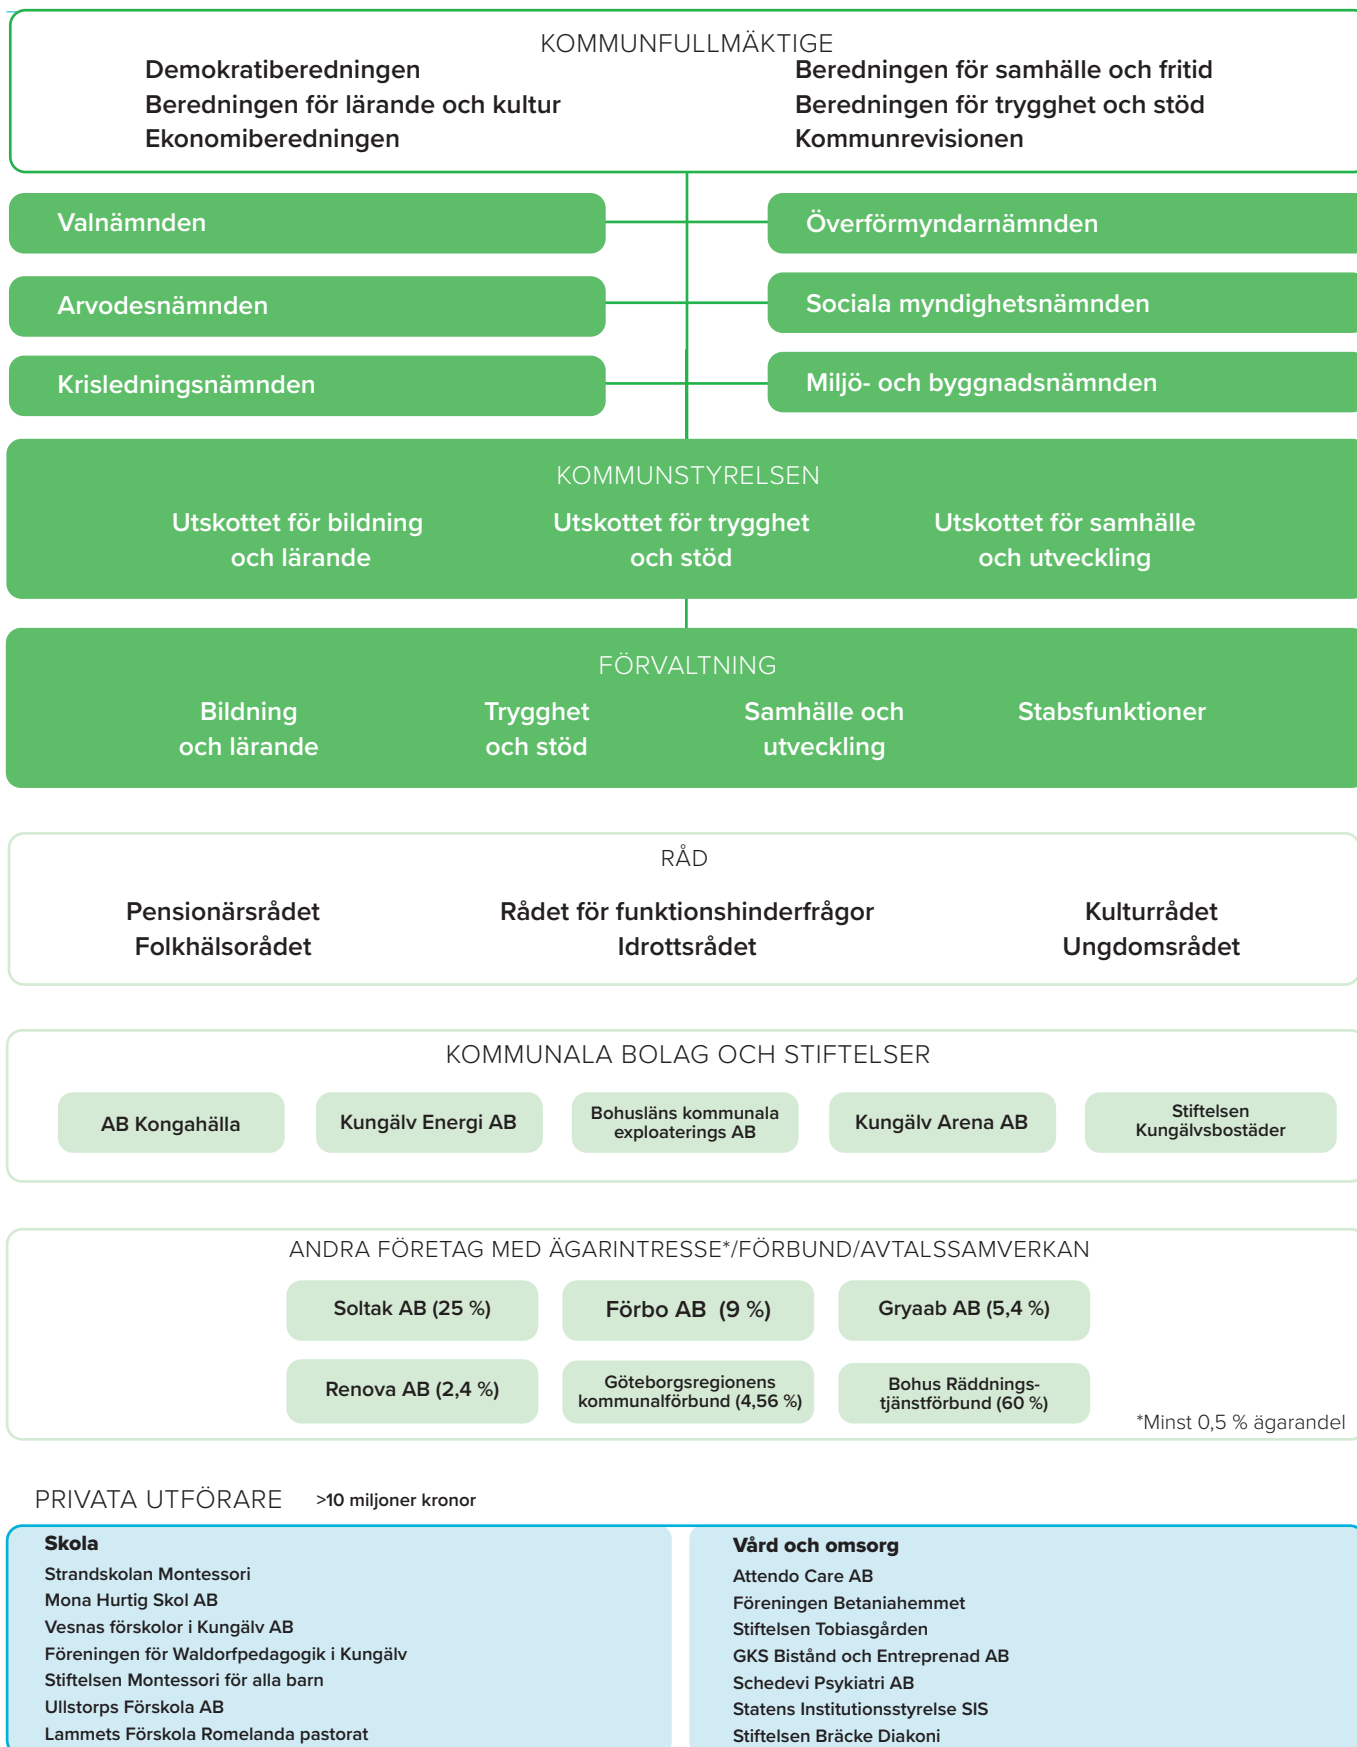 KOMMUNFULLMÄKTIGE
Demokratiberedningen
Beredningen för lärande och kultur
Ekonomiberedningen
Beredningen för samhälle och fritid
Beredningen för trygghet och stöd
Kommunrevisionen
Valnämnden
Överförmyndarnämnden
Arvodesnämnden
Sociala myndighetsnämnden
Krisledningsnämnden
Miljö- och byggnadsnämnden
KOMMUNSTYRELSEN
Utskottet för bildning
och lärande
Utskottet för trygghet
och stöd
Utskottet för samhälle
och utveckling
FÖRVALTNING
Bildning
och lärande
Trygghet
och stöd
Samhälle och
utveckling
Stabsfunktioner
RÅD
Pensionärsrådet
Folkhälsorådet
Rådet för funktionshinderfrågor
Idrottsrådet
Kulturrådet
Ungdomsrådet
KOMMUNALA BOLAG OCH STIFTELSER
AB Kongahälla
Kungälv Energi AB
Bohusläns kommunala
exploaterings AB
Kungälv Arena AB
Stiftelsen
Kungälvsbostäder
ANDRA FÖRETAG MED ÄGARINTRESSE*/FÖRBUND/AVTALSSAMVERKAN
Soltak AB (25 %)
Förbo AB (9 %)
Gryaab AB (5,4 %)
Renova AB (2,4 %)
Göteborgsregionens
kommunalförbund (4,56 %)
Bohus Räddnings-
tjänstförbund (60 %)
*Minst 0,5 % ägarandel
PRIVATA UTFÖRARE >10 miljoner kronor
Skola
Strandskolan Montessori
Mona Hurtig Skol AB
Vesnas förskolor i Kungälv AB
Föreningen för Waldorfpedagogik i Kungälv
Stiftelsen Montessori för alla barn
Ullstorps Förskola AB
Lammets Förskola Romelanda pastorat
Vård och omsorg
Attendo Care AB
Föreningen Betaniahemmet
Stiftelsen Tobiasgården
GKS Bistånd och Entreprenad AB
Schedevi Psykiatri AB
Statens Institutionsstyrelse SIS
Stiftelsen Bräcke Diakoni